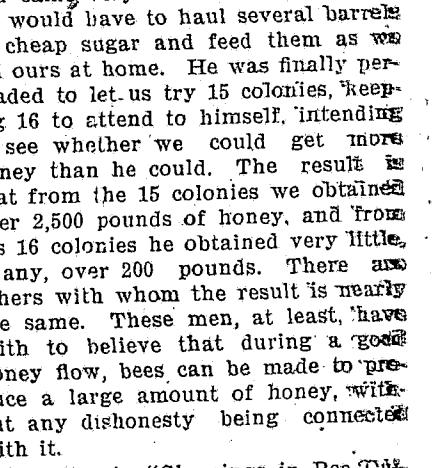 would have to haul several barrels
cheap sugar and feed them as we
ours at home. He was finally per-
aded to let us try 15 colonies, keep-
g 16 to attend to himself, intending
see whether we could get more
ney than he could. The result is
at from the 15 colonies we obtained
er 2,500 pounds of honey, and from
s 16 colonies he obtained very little,
any, over 200 pounds. There are
hers with whom the result is nearly
e same. These men, at least, have
ith to believe that during a good
oney flow, bees can be made to pro-
uce a large amount of honey, with-
ut any dishonesty being connected
ith it.